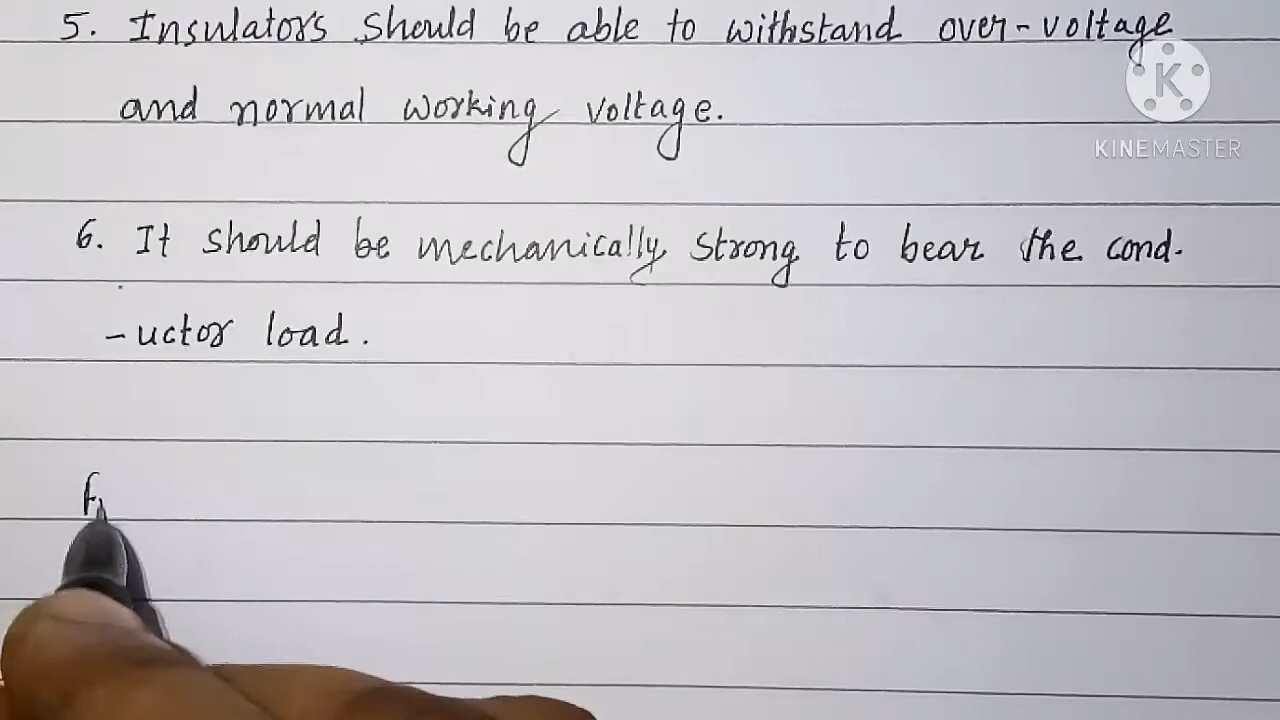 5. Insulators should be able to withstand over-voltage
and normal working voltage.
K
KINEMASTER
6. It should be mechanically strong to bear the cond.
-uctor load.